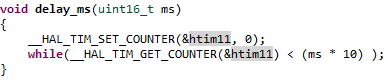 void delay_ms(uint16_t ms)
{
    __HAL_TIM_SET_COUNTER(&htim11, 0);
    while(__HAL_TIM_GET_COUNTER(&htim11) < (ms * 10) );
}